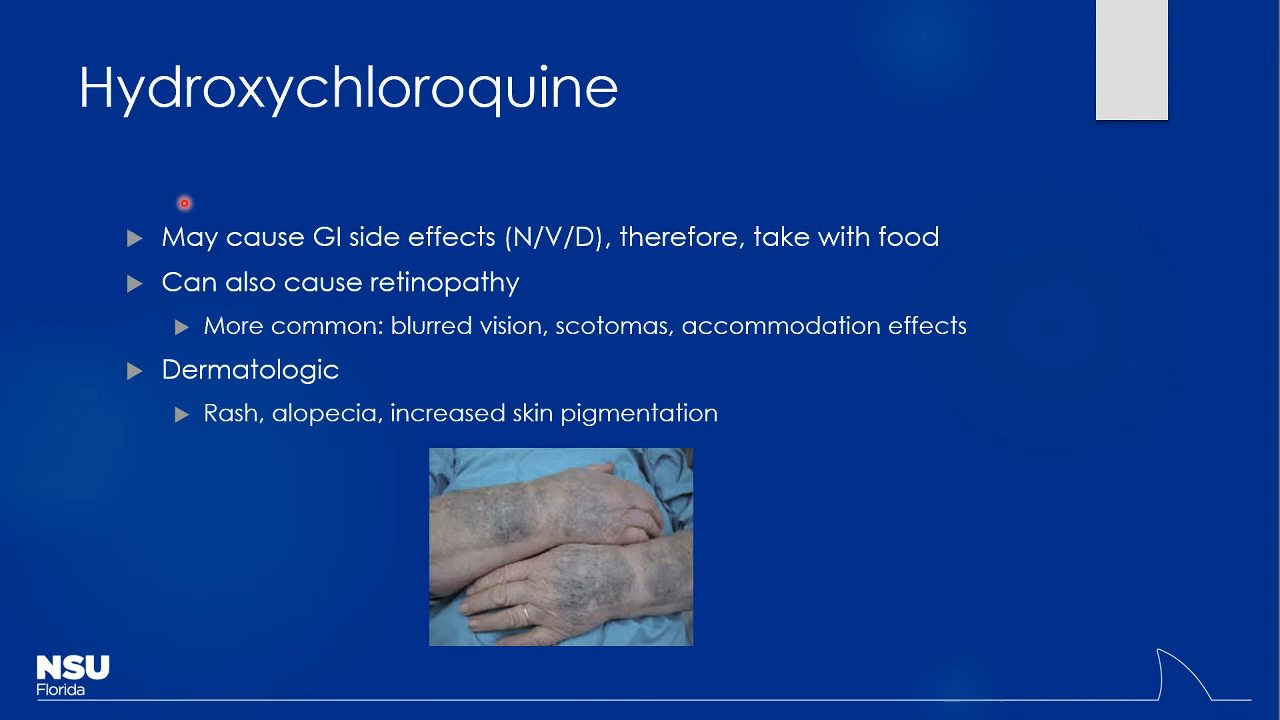 Hydroxychloroquine
May cause GI side effects (N/V/D), therefore, take with food
Can also cause retinopathy
More common: blurred vision, scotomas, accommodation effects
Dermatologic
Rash, alopecia, increased skin pigmentation
NSU
Florida